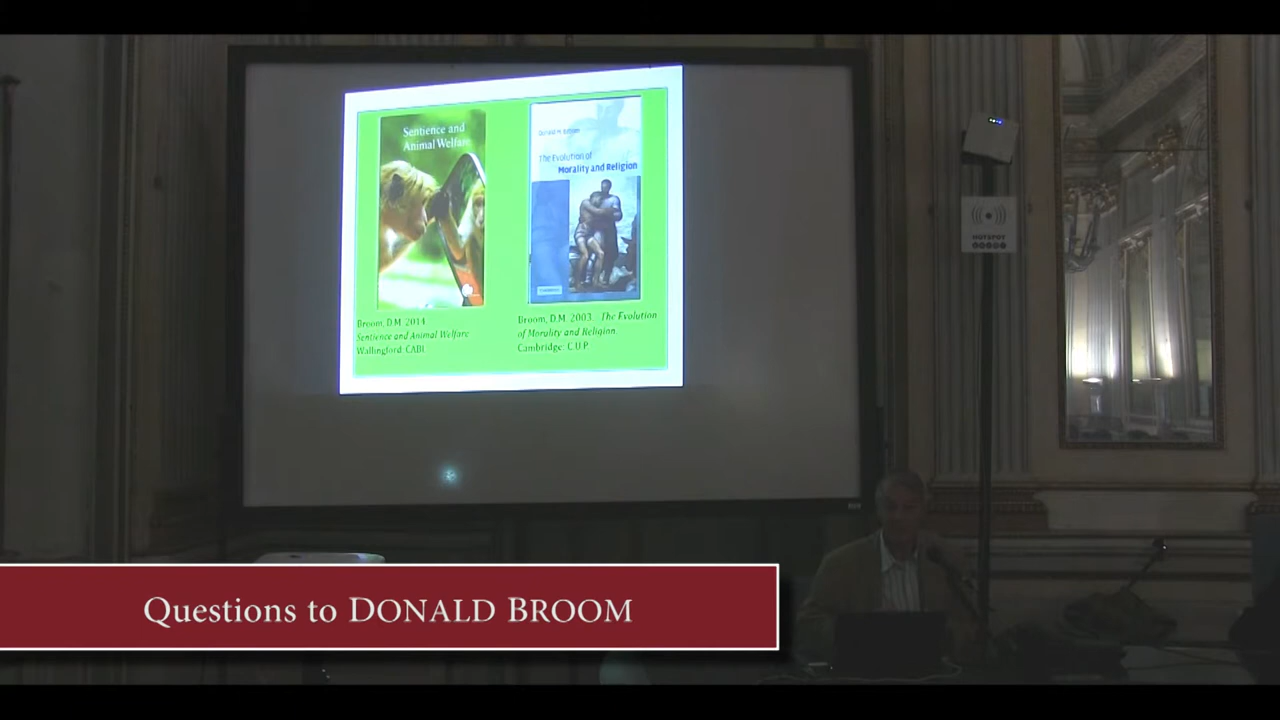 Sentience and
Animal Welfare
Donald M. Broom
The Evolution of
Morality and Religion
Broom, D.M. 2014.
Sentience and Animal Welfare
Wallingford: CABI.
Broom, D.M. 2003. The Evolution
of Morality and Religion.
Cambridge: C.U.P.
HOTSPOT
Questions to DONALD BROOM